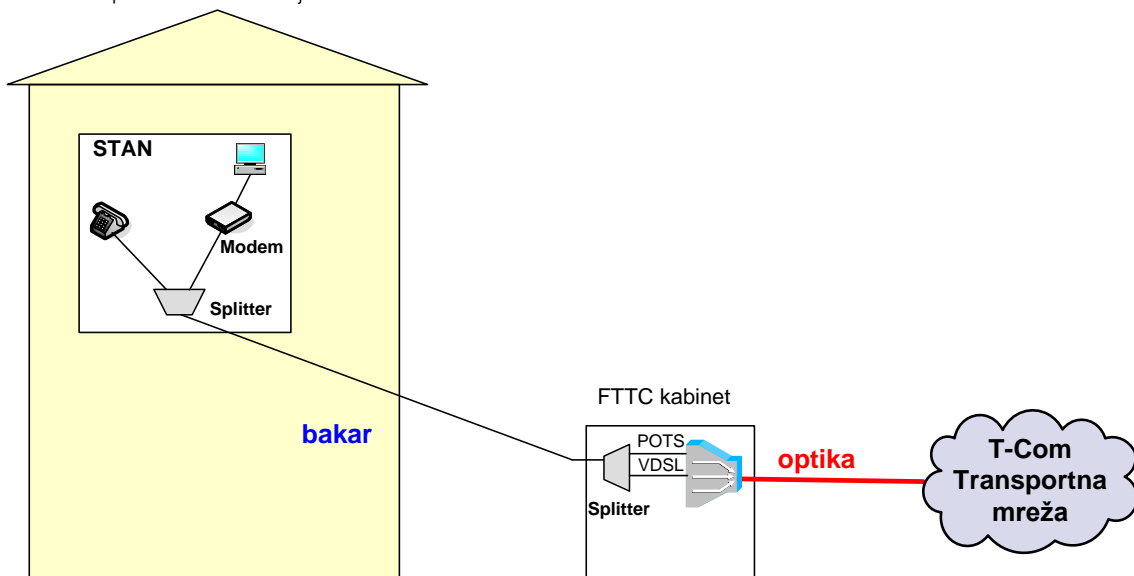 STAN
Modem
Splitter
bakar
FTTC kabinet
POTS
VDSL
Splitter
optika
T-Com
Transportna
mreža